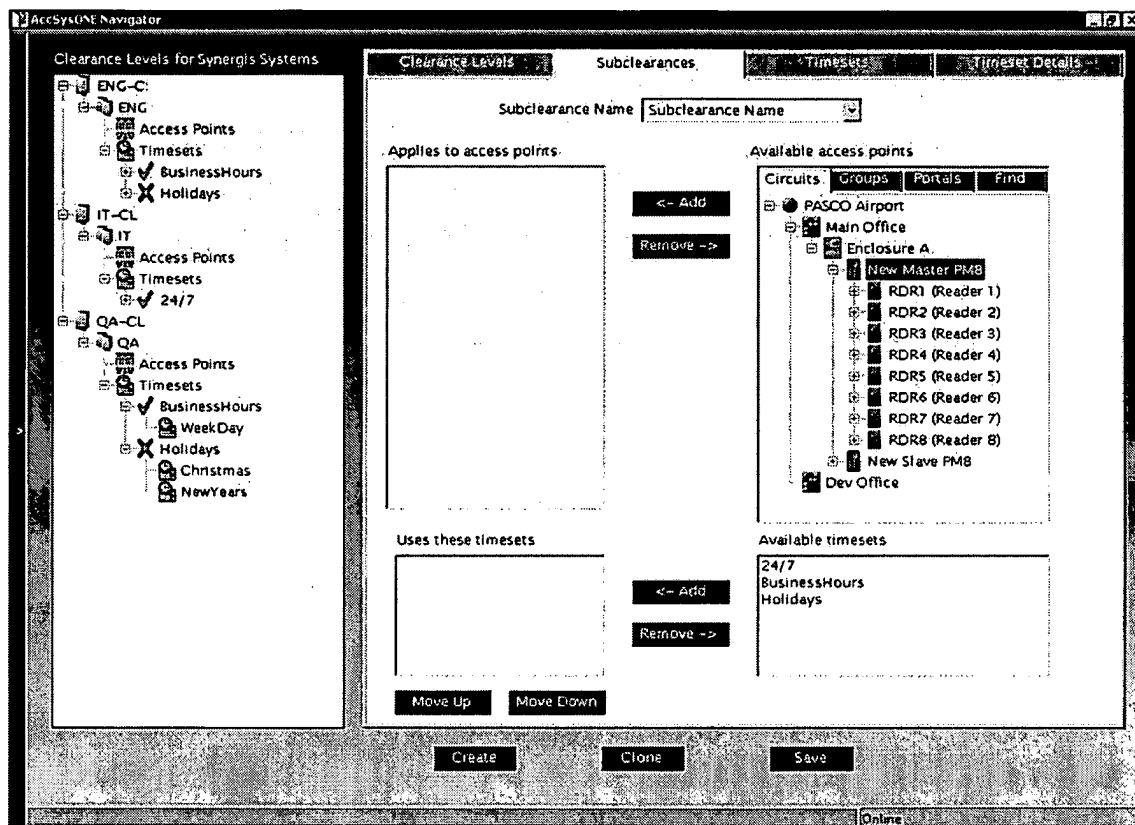 AccSysONE Navigator
Clearance Levels for Synergis Systems
ENG-C:
ENG
Access Points
Timesets
BusinessHours
Holidays
IT-CL
IT
Access Points
Timesets
24/7
QA-CL
QA
Access Points
Timesets
BusinessHours
WeekDay
Holidays
Christmas
NewYears
Clearance Levels
Subclearances
Timesets
Timeset Details
Subclearance Name
Subclearance Name
Applies to access points
<- Add
Remove ->
Available access points
Circuits
Groups
Portals
Find
PASCO Airport
Main Office
Enclosure A
New Master PM8
RDR1 (Reader 1)
RDR2 (Reader 2)
RDR3 (Reader 3)
RDR4 (Reader 4)
RDR5 (Reader 5)
RDR6 (Reader 6)
RDR7 (Reader 7)
RDR8 (Reader 8)
New Slave PM8
Dev Office
Uses these timesets
<- Add
Remove ->
Available timesets
24/7
BusinessHours
Holidays
Move Up
Move Down
Create
Clone
Save
Online